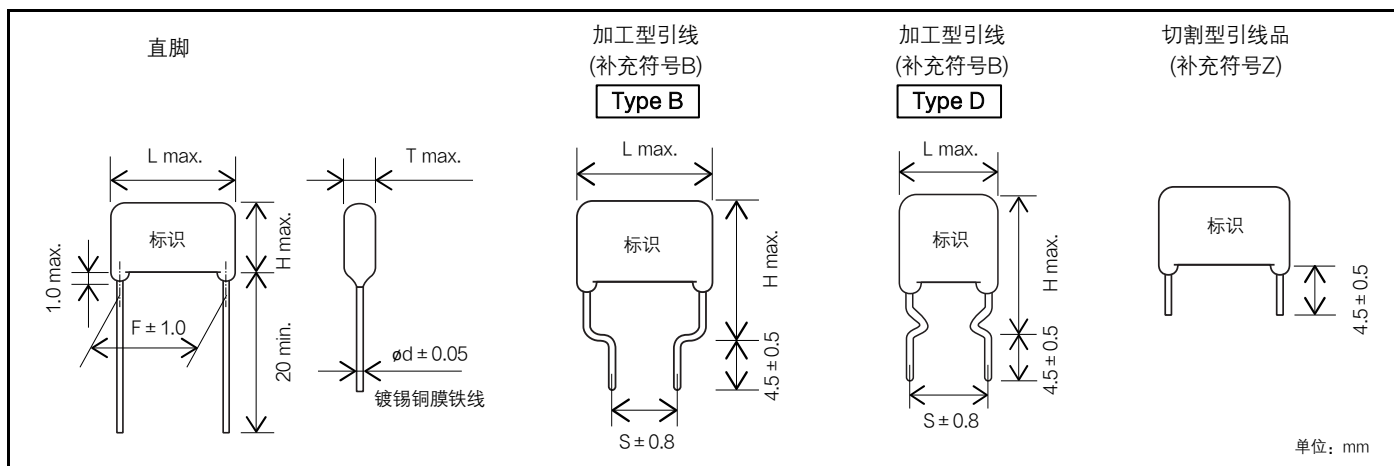 直脚
L max.
标识
H max.
1.0 max.
F ± 1.0
20 min.
T max.
ød ± 0.05
镀锡铜膜铁线
加工型引线
(补充符号B)
Type B
L max.
标识
H max.
4.5 ± 0.5
S ± 0.8
加工型引线
(补充符号B)
Type D
L max.
标识
H max.
4.5 ± 0.5
S ± 0.8
切割型引线品
(补充符号Z)
标识
4.5 ± 0.5
单位：mm